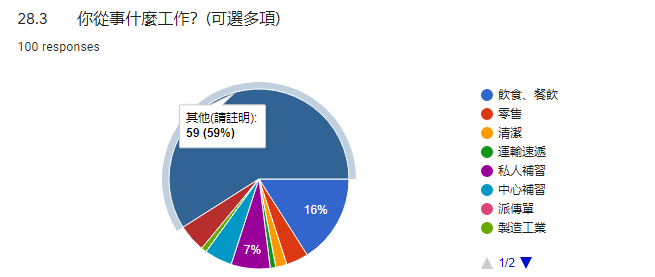 28.3 你從事什麼工作? (可選多項)
100 responses
其他(請註明):
59 (59%)
16%
7%
飲食、餐飲
零售
清潔
運輸速遞
私人補習
中心補習
派傳單
製造工業
1/2